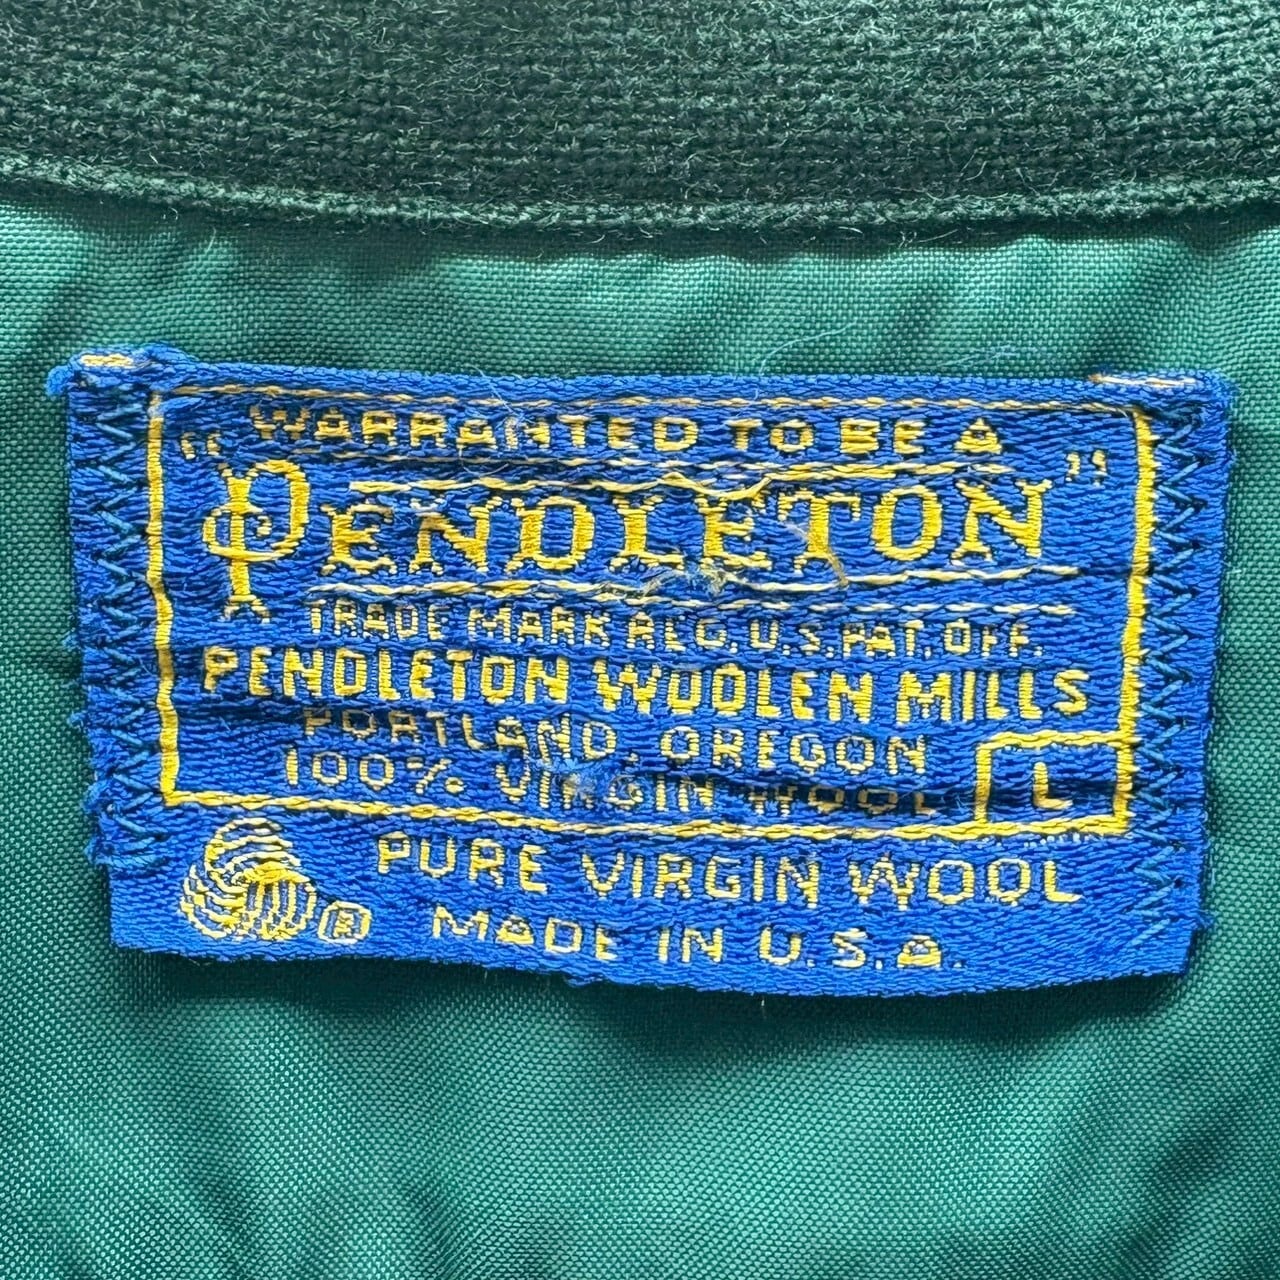 WARRANTED TO BE A
"PENDLETON"
TRADE MARK REG. U.S. PAT. OFF.
PENDLETON WOOLEN MILLS
PORTLAND, OREGON
100% VIRGIN WOOL
L
PURE VIRGIN WOOL
® MADE IN U.S.A.